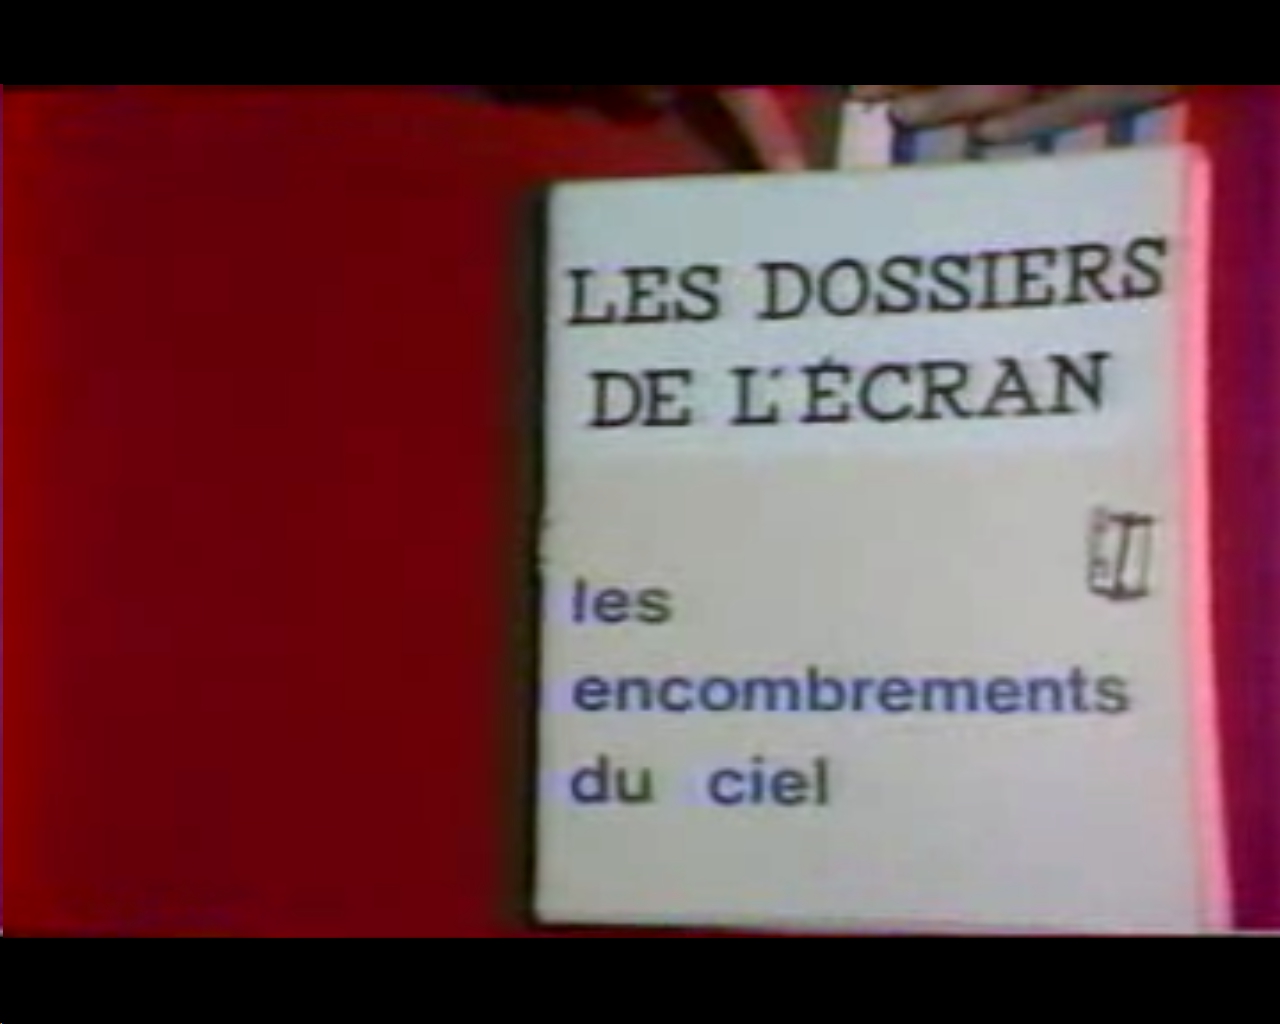 LES DOSSIERS
DE L'ÉCRAN
les
encombrements
du ciel